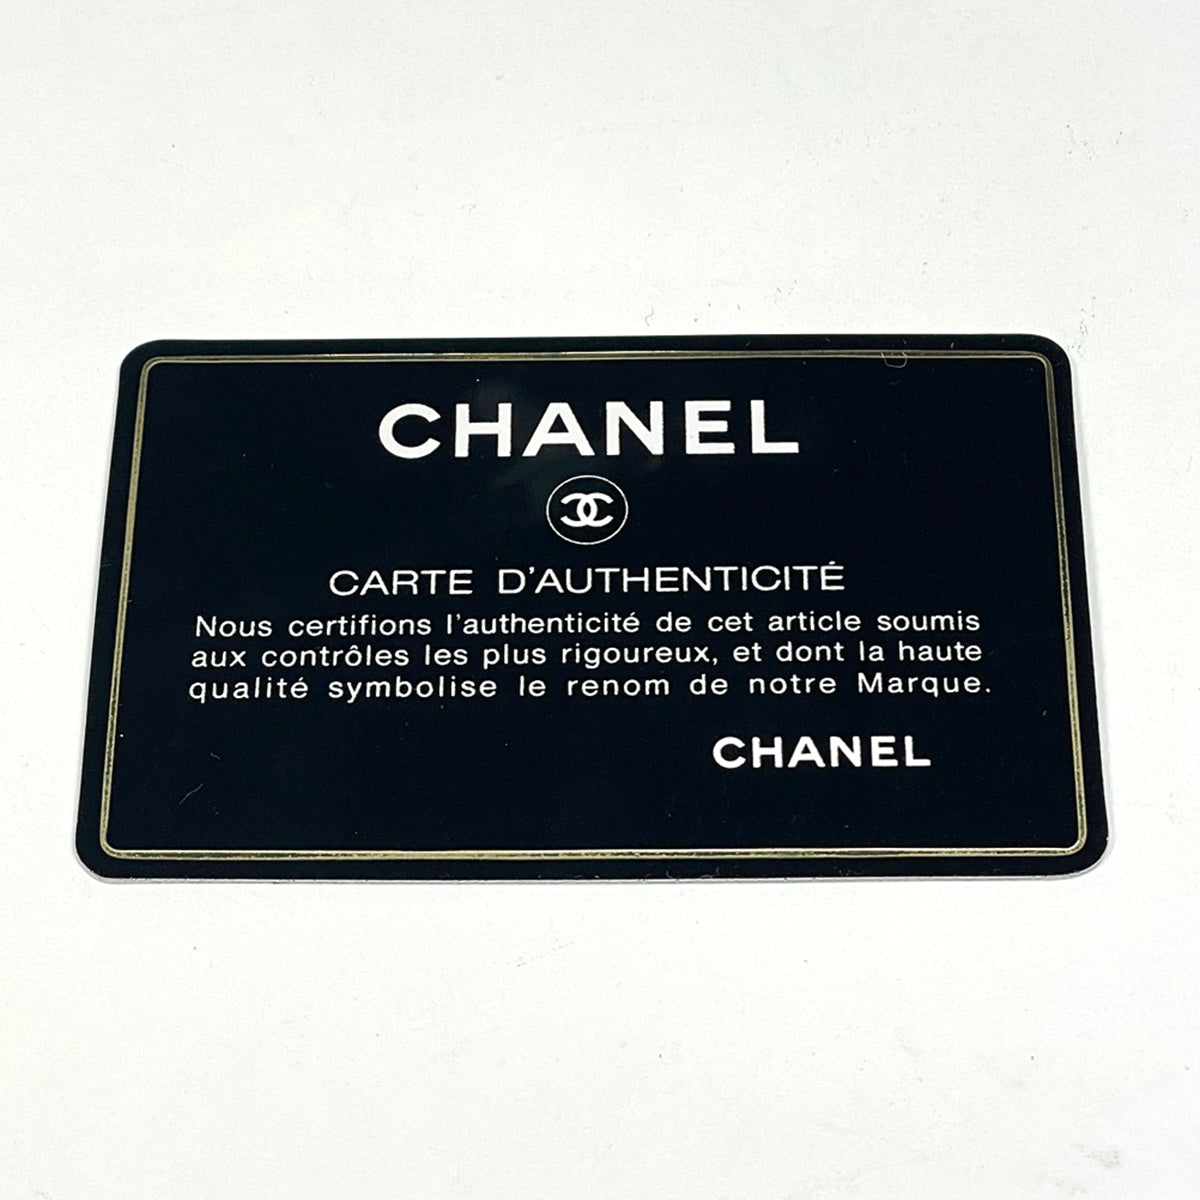 CHANEL
CARTE D'AUTHENTICITÉ
Nous certifions l'authenticité de cet article soumis
aux contrôles les plus rigoureux, et dont la haute
qualité symbolise le renom de notre Marque.
CHANEL